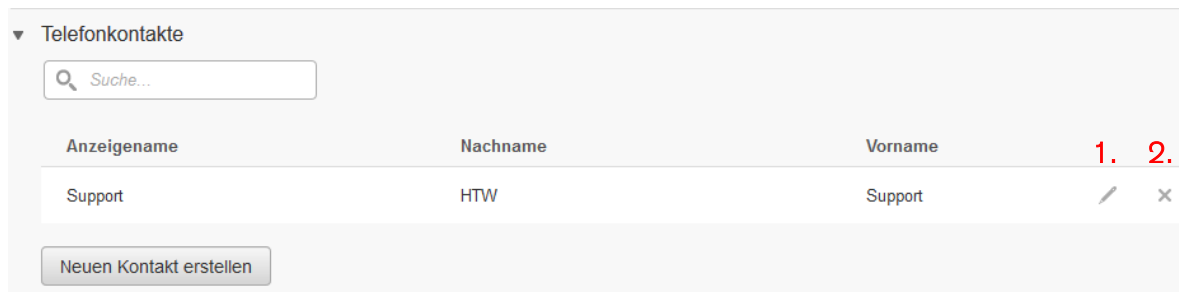 Telefonkontakte
Suche...
Anzeigename Nachname Vorname 1. 2.
Support HTW Support
Neuen Kontakt erstellen